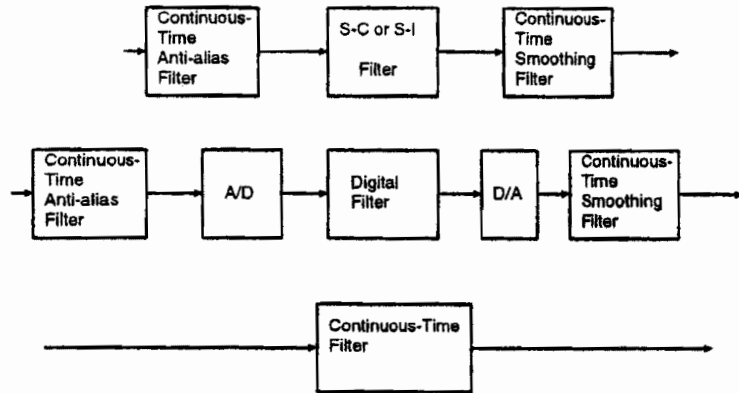 Continuous-
Time
Anti-alias
Filter
S-C or S-I
Filter
Continuous-
Time
Smoothing
Filter
Continuous-
Time
Anti-alias
Filter
A/D
Digital
Filter
D/A
Continuous-
Time
Smoothing
Filter
Continuous-Time
Filter